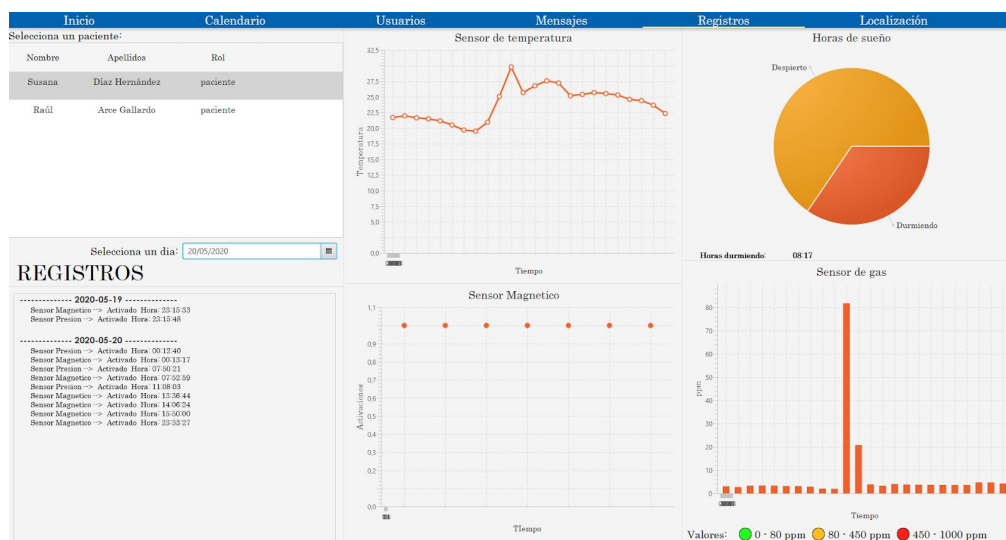 Inicio Calendario Usuarios Mensajes Registros Localización
Selecciona un paciente:
Nombre Apellidos Rol
Susana Díaz Hernández paciente
Raúl Arce Gallardo paciente
Selecciona un dia: 20/05/2020
REGISTROS
-------------- 2020-05-19 --------------
Sensor Magnetico --> Activado Hora: 23:15:33
Sensor Presion --> Activado Hora: 23:15:48
-------------- 2020-05-20 --------------
Sensor Presion --> Activado Hora: 00:12:40
Sensor Magnetico --> Activado Hora: 00:13:17
Sensor Presion --> Activado Hora: 07:50:21
Sensor Magnetico --> Activado Hora: 07:52:59
Sensor Presion --> Activado Hora: 11:08:03
Sensor Magnetico --> Activado Hora: 13:36:44
Sensor Magnetico --> Activado Hora: 14:06:24
Sensor Magnetico --> Activado Hora: 15:50:00
Sensor Magnetico --> Activado Hora: 23:33:27
Sensor de temperatura
32,5
27,5
25,0
22,5
20,0
17,5
15,0
12,5
10,0
7,5
5,0
0,0
Temperatura
Tiempo
Sensor Magnetico
1,1
0,9
0,8
0,7
0,6
0,5
0,4
0,3
0,2
0,0
Activaciones
TIempo
Horas de sueño
Despierto
Durmiendo
Horas durmiendo: 08:17
Sensor de gas
80
70
60
50
40
30
20
10
0
ppm
Tiempo
Valores: 0 - 80 ppm 80 - 450 ppm 450 - 1000 ppm